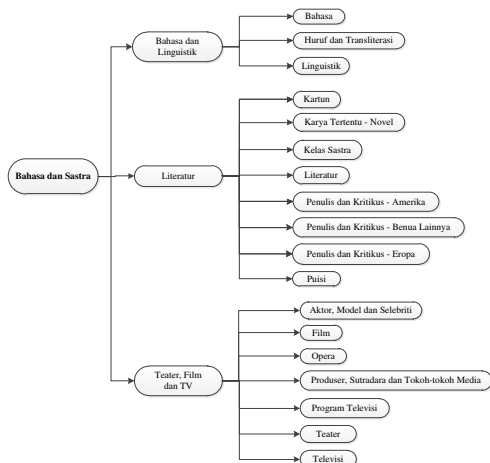 Bahasa dan Sastra
Bahasa dan
Linguistik
Bahasa
Huruf dan Transliterasi
Linguistik
Literatur
Kartun
Karya Tertentu - Novel
Kelas Sastra
Literatur
Penulis dan Kritikus - Amerika
Penulis dan Kritikus - Benua Lainnya
Penulis dan Kritikus - Eropa
Puisi
Teater, Film
dan TV
Aktor, Model dan Selebriti
Film
Opera
Produser, Sutradara dan Tokoh-tokoh Media
Program Televisi
Teater
Televisi